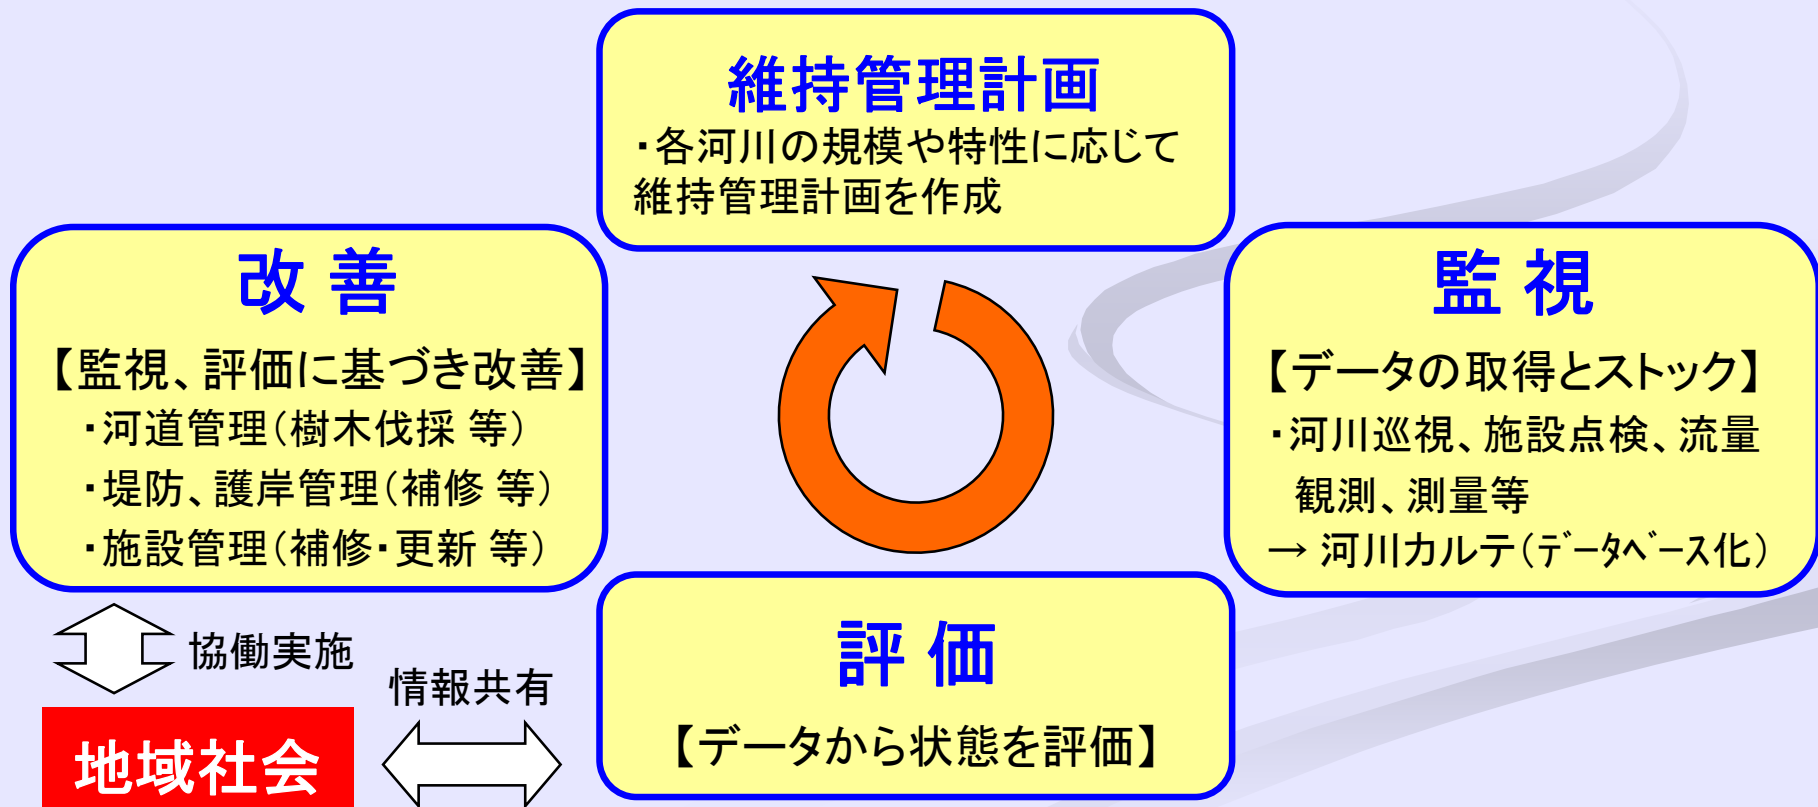 維持管理計画
・各河川の規模や特性に応じて
維持管理計画を作成
改 善
【監視、評価に基づき改善】
・河道管理（樹木伐採 等）
・堤防、護岸管理（補修 等）
・施設管理（補修・更新 等）
監 視
【データの取得とストック】
・河川巡視、施設点検、流量
観測、測量等
→ 河川カルテ（ﾃﾞｰﾀﾍﾞｰｽ化）
評 価
【データから状態を評価】
協働実施
情報共有
地域社会